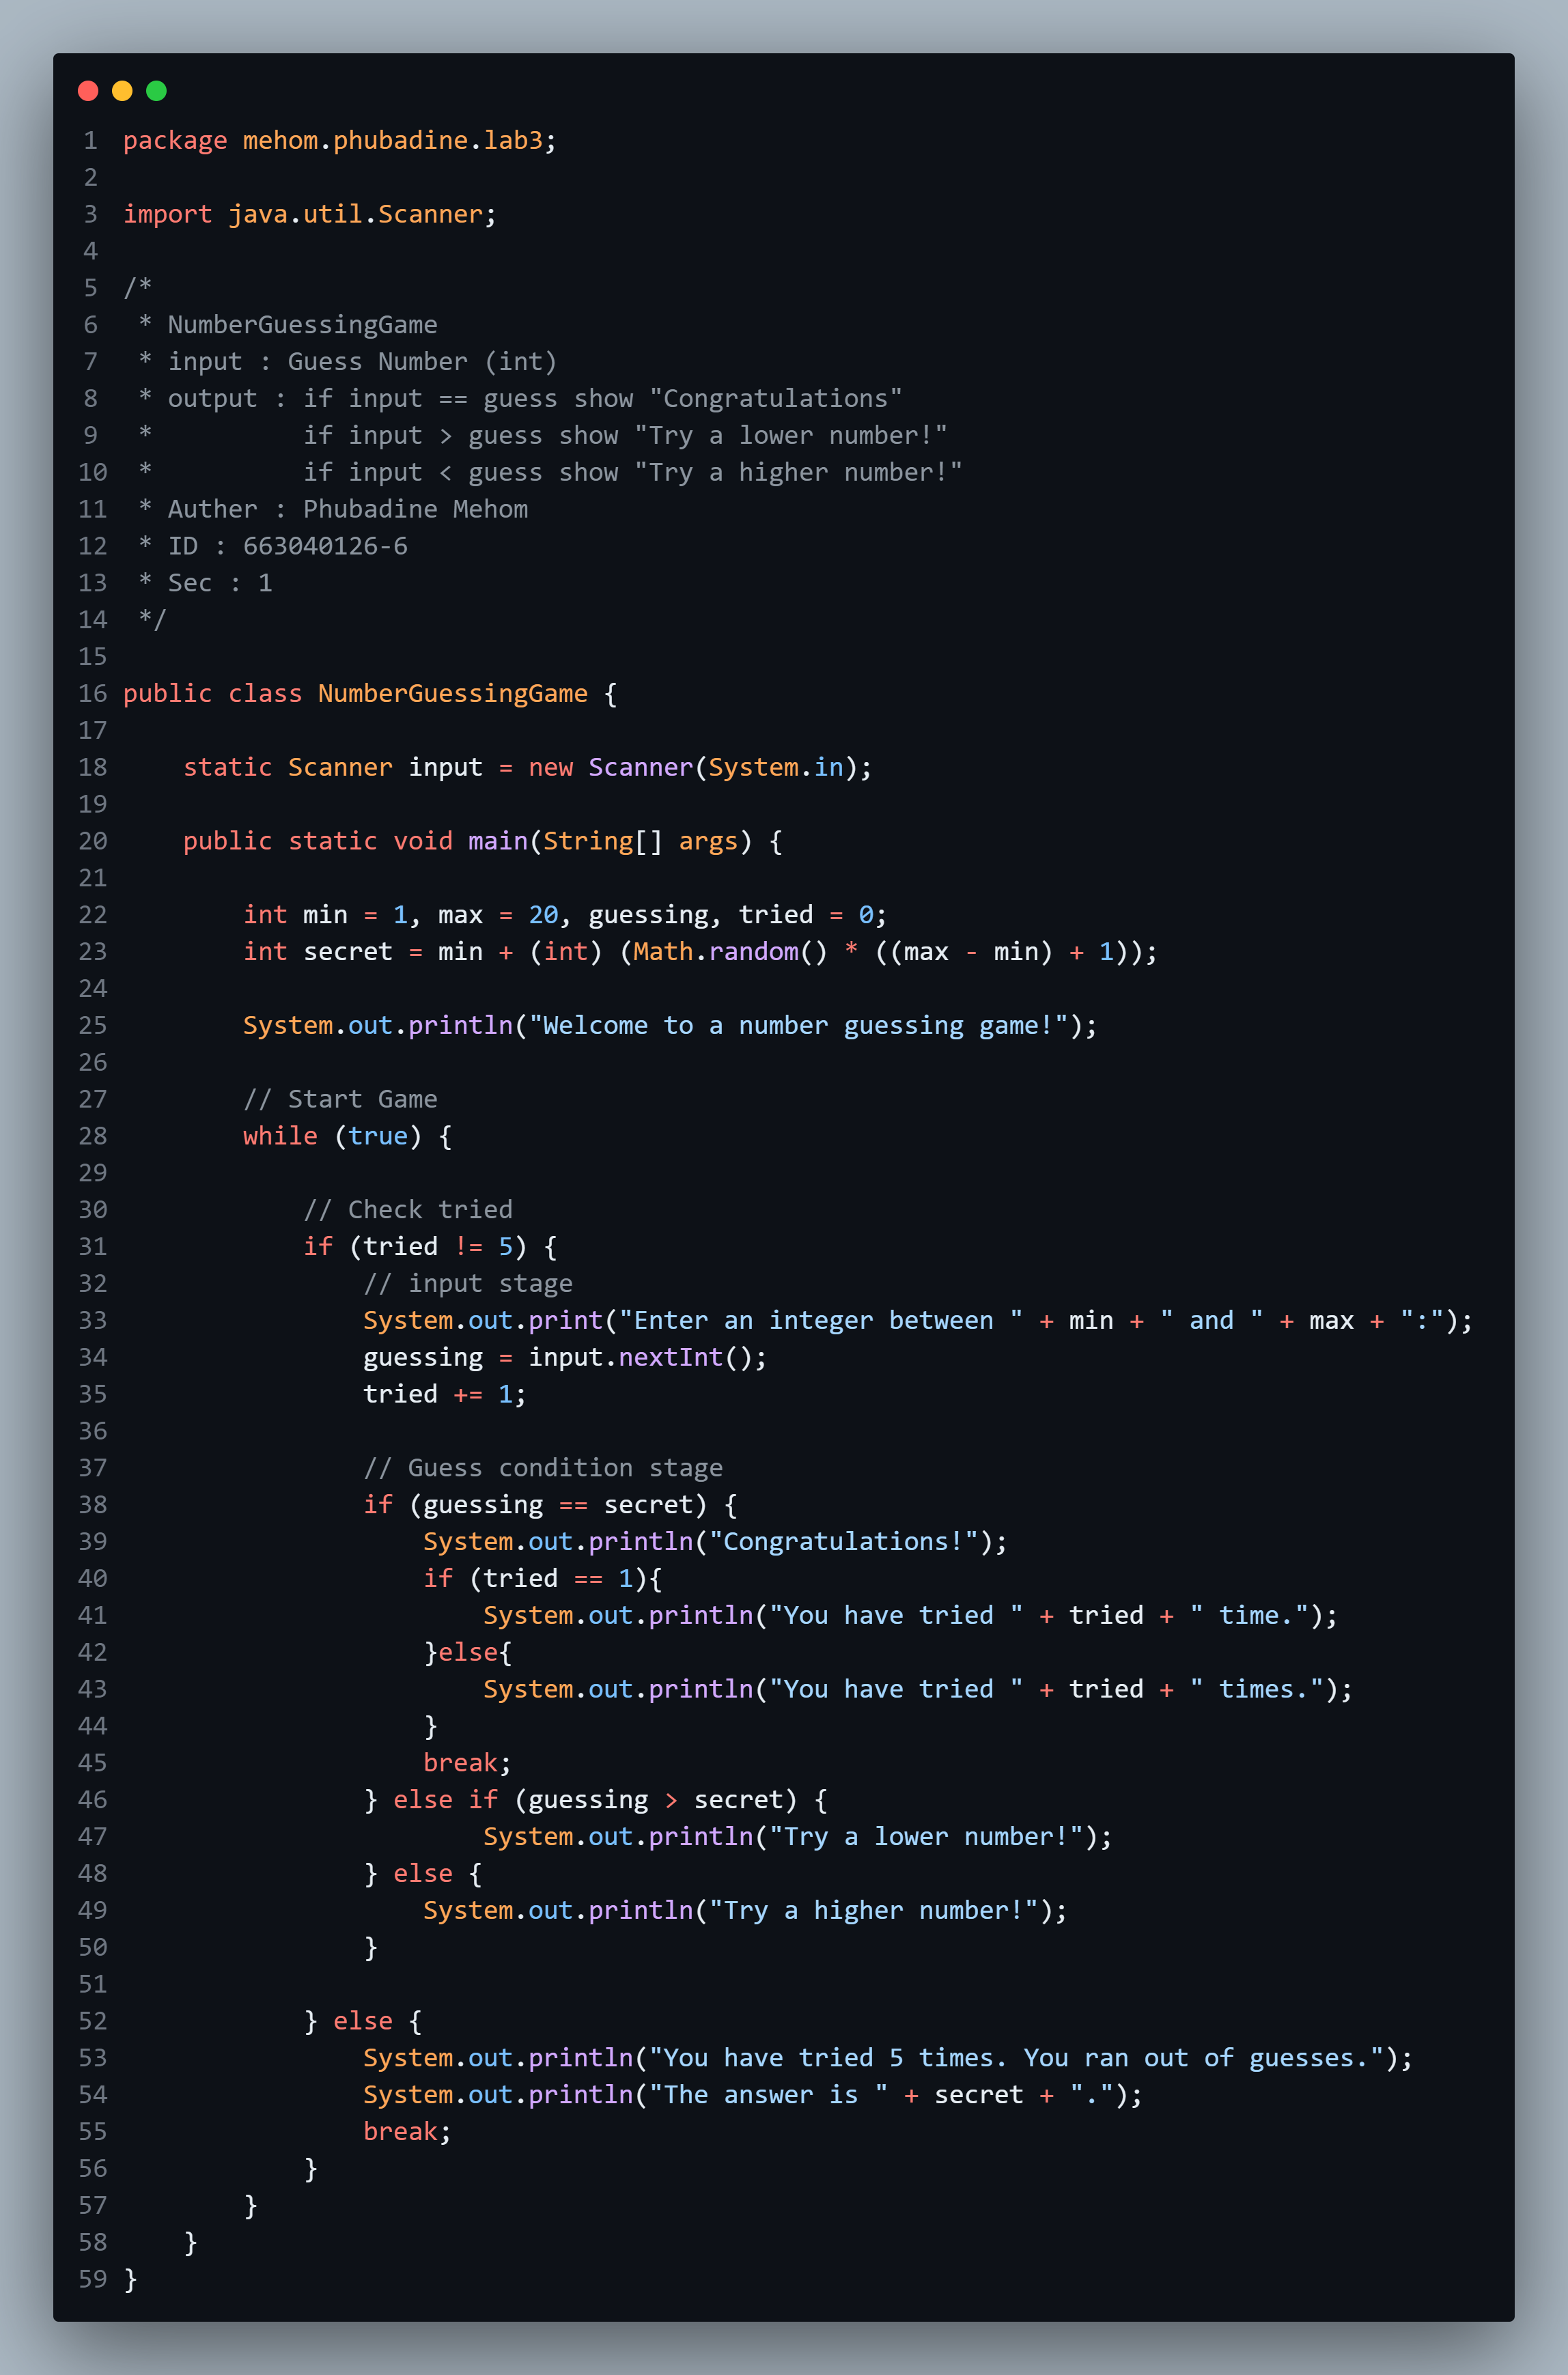 1 package mehom.phubadine.lab3;
2
3 import java.util.Scanner;
4
5 /*
6  * NumberGuessingGame
7  * input : Guess Number (int)
8  * output : if input == guess show "Congratulations"
9  *          if input > guess show "Try a lower number!"
10  *          if input < guess show "Try a higher number!"
11  * Auther : Phubadine Mehom
12  * ID : 663040126-6
13  * Sec : 1
14  */
15
16 public class NumberGuessingGame {
17
18     static Scanner input = new Scanner(System.in);
19
20     public static void main(String[] args) {
21
22         int min = 1, max = 20, guessing, tried = 0;
23         int secret = min + (int) (Math.random() * ((max - min) + 1));
24
25         System.out.println("Welcome to a number guessing game!");
26
27         // Start Game
28         while (true) {
29
30             // Check tried
31             if (tried != 5) {
32                 // input stage
33                 System.out.print("Enter an integer between " + min + " and " + max + ":");
34                 guessing = input.nextInt();
35                 tried += 1;
36
37                 // Guess condition stage
38                 if (guessing == secret) {
39                     System.out.println("Congratulations!");
40                     if (tried == 1){
41                         System.out.println("You have tried " + tried + " time.");
42                     }else{
43                         System.out.println("You have tried " + tried + " times.");
44                     }
45                     break;
46                 } else if (guessing > secret) {
47                         System.out.println("Try a lower number!");
48                 } else {
49                     System.out.println("Try a higher number!");
50                 }
51
52             } else {
53                 System.out.println("You have tried 5 times. You ran out of guesses.");
54                 System.out.println("The answer is " + secret + ".");
55                 break;
56             }
57         }
58     }
59 }